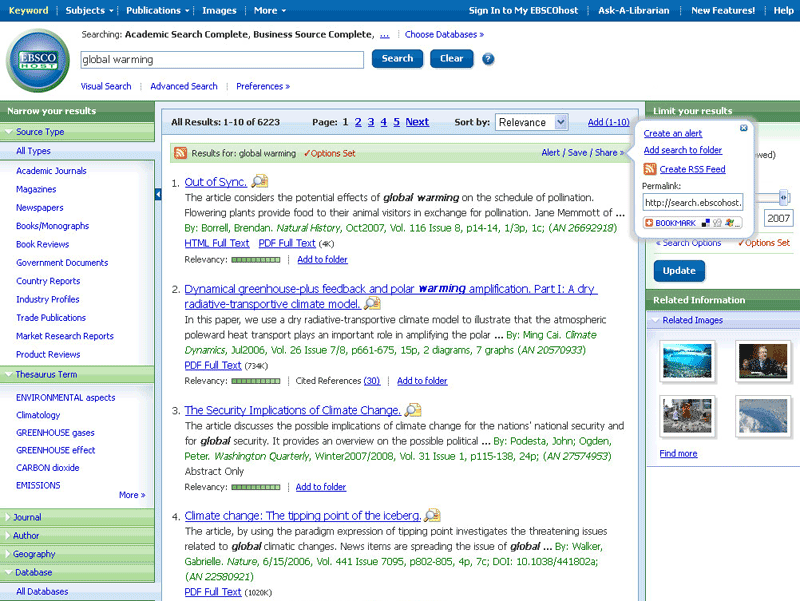 Keyword Subjects Publications Images More Sign In to My EBSCOhost Ask-A-Librarian New Features! Help
EBSCO
HOST
Searching: Academic Search Complete, Business Source Complete, ... Choose Databases »
global warming Search Clear ?
Visual Search Advanced Search Preferences »
Narrow your results
Source Type
All Types
Academic Journals
Magazines
Newspapers
Books/Monographs
Book Reviews
Government Documents
Country Reports
Industry Profiles
Trade Publications
Market Research Reports
Product Reviews
Thesaurus Term
ENVIRONMENTAL aspects
Climatology
GREENHOUSE gases
GREENHOUSE effect
CARBON dioxide
EMISSIONS
More »
Journal
Author
Geography
Database
All Databases
All Results: 1-10 of 6223 Page: 1 2 3 4 5 Next Sort by: Relevance Add (1-10)
Results for: global warming ✓Options Set Alert / Save / Share »
1. Out of Sync.
The article considers the potential effects of global warming on the schedule of pollination.
Flowering plants provide food to their animal visitors in exchange for pollination. Jane Memmott of ...
By: Borrell, Brendan. Natural History, Oct2007, Vol. 116 Issue 8, p14-14, 1/3p, 1c; (AN 26692918)
HTML Full Text PDF Full Text (4K)
Relevancy: Add to folder
2. Dynamical greenhouse-plus feedback and polar warming amplification. Part I: A dry
radiative-transportive climate model.
In this paper, we use a dry radiative-transportive climate model to illustrate that the atmospheric
poleward heat transport plays an important role in amplifying the polar ... By: Ming Cai. Climate
Dynamics, Jul2006, Vol. 26 Issue 7/8, p661-675, 15p, 2 diagrams, 7 graphs (AN 20570933)
PDF Full Text (734K)
Relevancy: Cited References (30) Add to folder
3. The Security Implications of Climate Change.
The article discusses the possible implications of climate change for the nations' national security and
for global security. It provides an overview on the possible political ... By: Podesta, John; Ogden,
Peter. Washington Quarterly, Winter2007/2008, Vol. 31 Issue 1, p115-138, 24p; (AN 27574953)
Abstract Only
Relevancy: Add to folder
4. Climate change: The tipping point of the iceberg.
The article, by using the paradigm expression of tipping point investigates the threatening issues
related to global climatic changes. News items are spreading the issue of global ... By: Walker,
Gabrielle. Nature, 6/15/2006, Vol. 441 Issue 7095, p802-805, 4p, 7c; DOI: 10.1038/441802a;
(AN 22580921)
PDF Full Text (1020K)
Limit your results
Create an alert
Add search to folder
Create RSS Feed
Permalink:
http://search.ebscohost.
BOOKMARK
2007
« Search Options ✓Options Set
Update
Related Information
Related Images
Find more